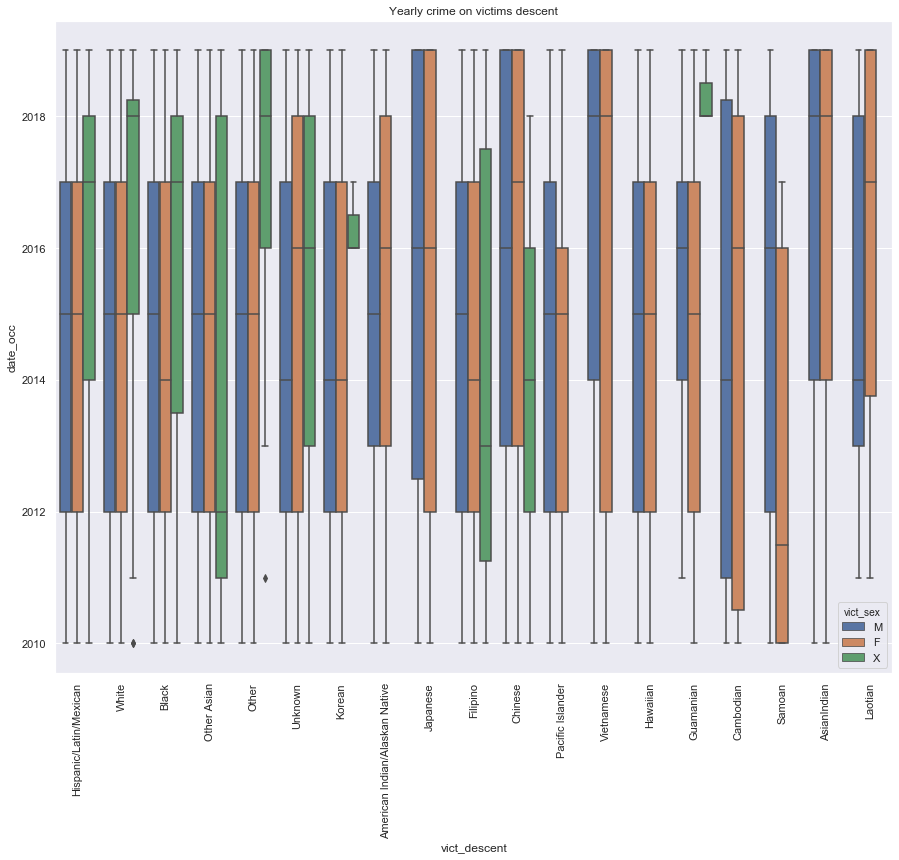 Yearly crime on victims descent
date_occ
2018
2016
2014
2012
2010
vict_sex
M
F
X
Hispanic/Latin/Mexican
White
Black
Other Asian
Other
Unknown
Korean
American Indian/Alaskan Native
Japanese
Filipino
Chinese
Pacific Islander
Vietnamese
Hawaiian
Guamanian
Cambodian
Samoan
AsianIndian
Laotian
vict_descent